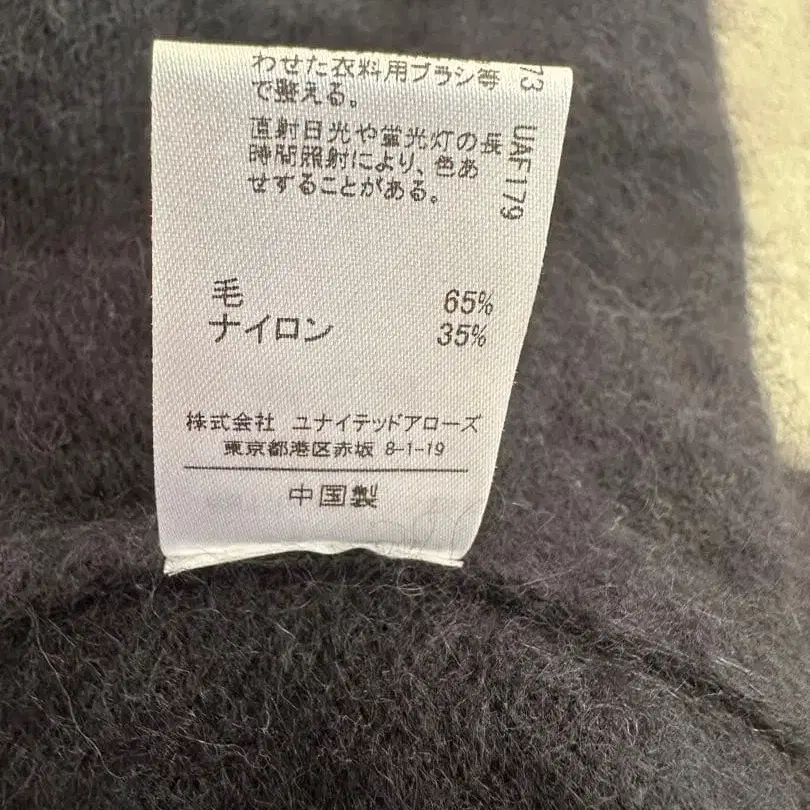 わせた衣料用ブラシ等
で整える。
直射日光や蛍光灯の長
時間照射により、色あ
せすることがある。
73 UAF179
毛 65%
ナイロン 35%
株式会社 ユナイテッドアローズ
東京都港区赤坂 8-1-19
中国製